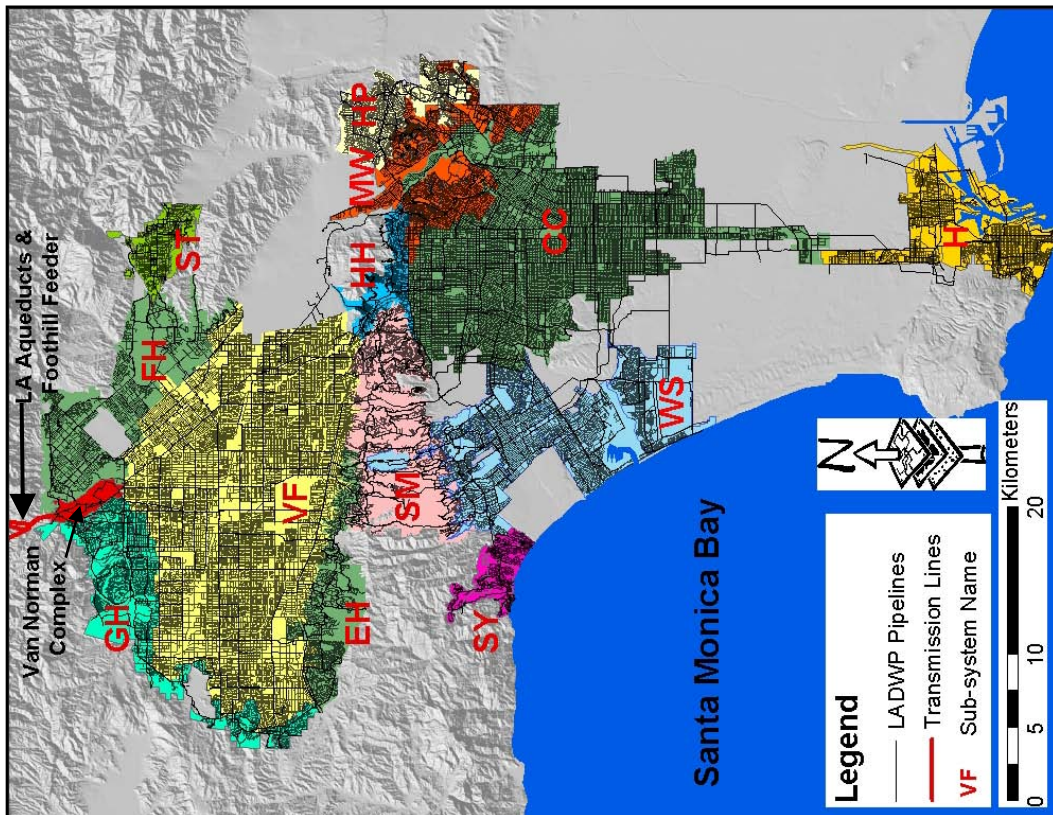 LA Aqueducts &
Foothill Feeder
Van Norman
Complex
GH
FH
ST
VF
EH
SM
HH
MW
HP
SY
WS
CC
H
Santa Monica Bay
N
Legend
LADWP Pipelines
Transmission Lines
VF Sub-system Name
Kilometers
0 5 10 20